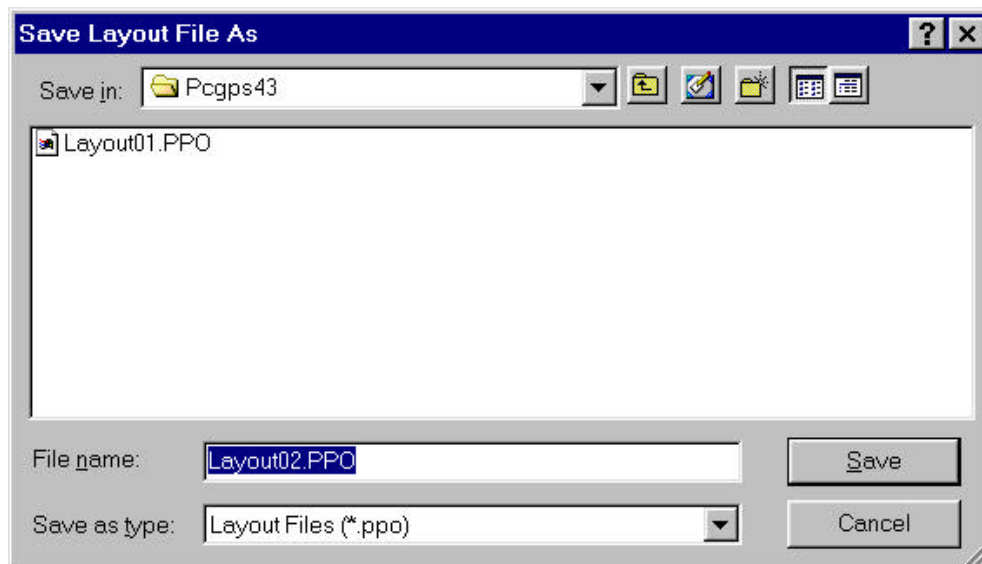 Save Layout File As
Save in: Pcgps43
Layout01.PPO
File name: Layout02.PPO Save
Save as type: Layout Files (*.ppo) Cancel